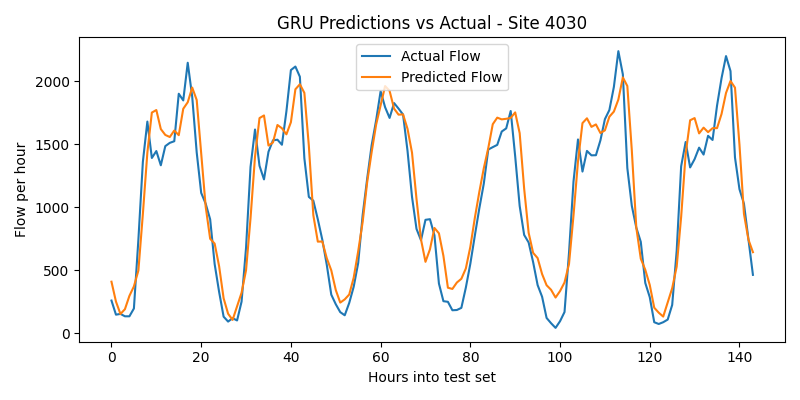 GRU Predictions vs Actual - Site 4030
Actual Flow
Predicted Flow
Flow per hour
2000
1500
1000
500
0
0 20 40 60 80 100 120 140
Hours into test set